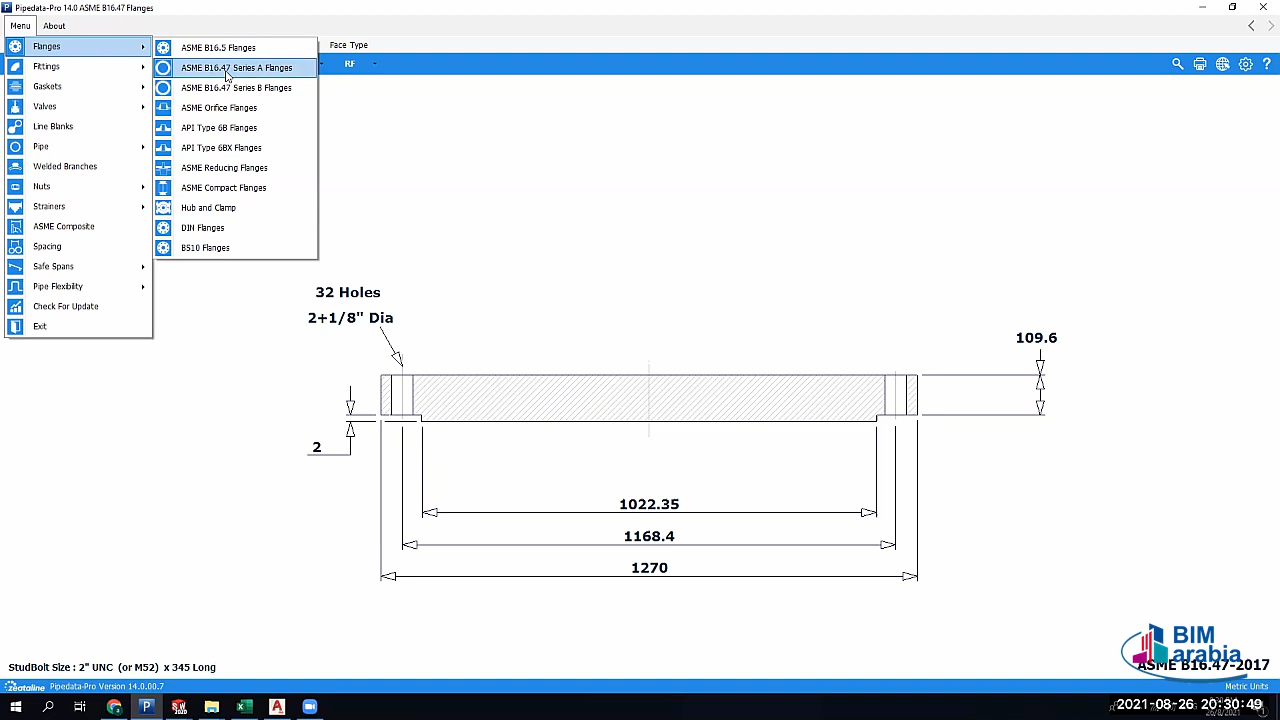 Pipedata-Pro 14.0 ASME B16.47 Flanges
Menu About
Flanges
Fittings
Gaskets
Valves
Line Blanks
Pipe
Welded Branches
Nuts
Strainers
ASME Composite
Spacing
Safe Spans
Pipe Flexibility
Check For Update
Exit
ASME B16.5 Flanges
ASME B16.47 Series A Flanges
ASME B16.47 Series B Flanges
ASME Orifice Flanges
API Type 6B Flanges
API Type 6BX Flanges
ASME Reducing Flanges
ASME Compact Flanges
Hub and Clamp
DIN Flanges
BS10 Flanges
Face Type
RF
32 Holes
2+1/8" Dia
109.6
2
1022.35
1168.4
1270
BIM
arabia
StudBolt Size : 2" UNC (or M52) x 345 Long
ASME B16.47-2017
Zeataline Pipedata-Pro Version 14.0.00.7
Metric Units
2021-08-26 20:30:49